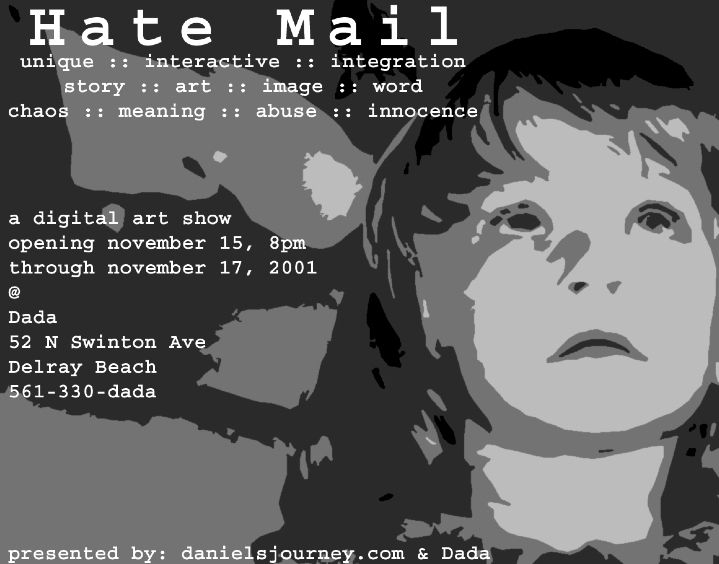 Hate Mail
unique :: interactive :: integration
story :: art :: image :: word
chaos :: meaning :: abuse :: innocence
a digital art show
opening november 15, 8pm
through november 17, 2001
@
Dada
52 N Swinton Ave
Delray Beach
561-330-dada
presented by: danielsjourney.com & Dada